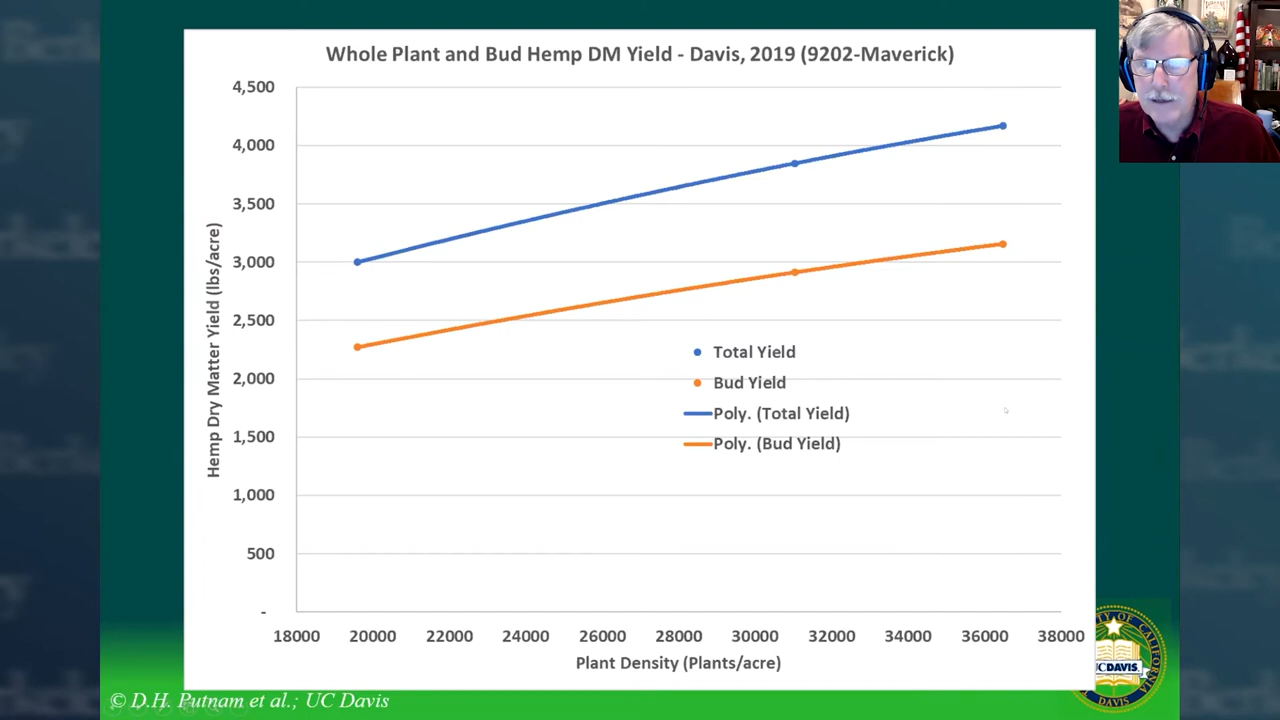 Whole Plant and Bud Hemp DM Yield - Davis, 2019 (9202-Maverick)
4,500
4,000
3,500
3,000
2,500
2,000
1,500
1,000
500
-
Hemp Dry Matter Yield (lbs/acre)
Total Yield
Bud Yield
Poly. (Total Yield)
Poly. (Bud Yield)
18000 20000 22000 24000 26000 28000 30000 32000 34000 36000 38000
Plant Density (Plants/acre)
© D.H. Putnam et al.; UC Davis
UCDAVIS
DAVIS